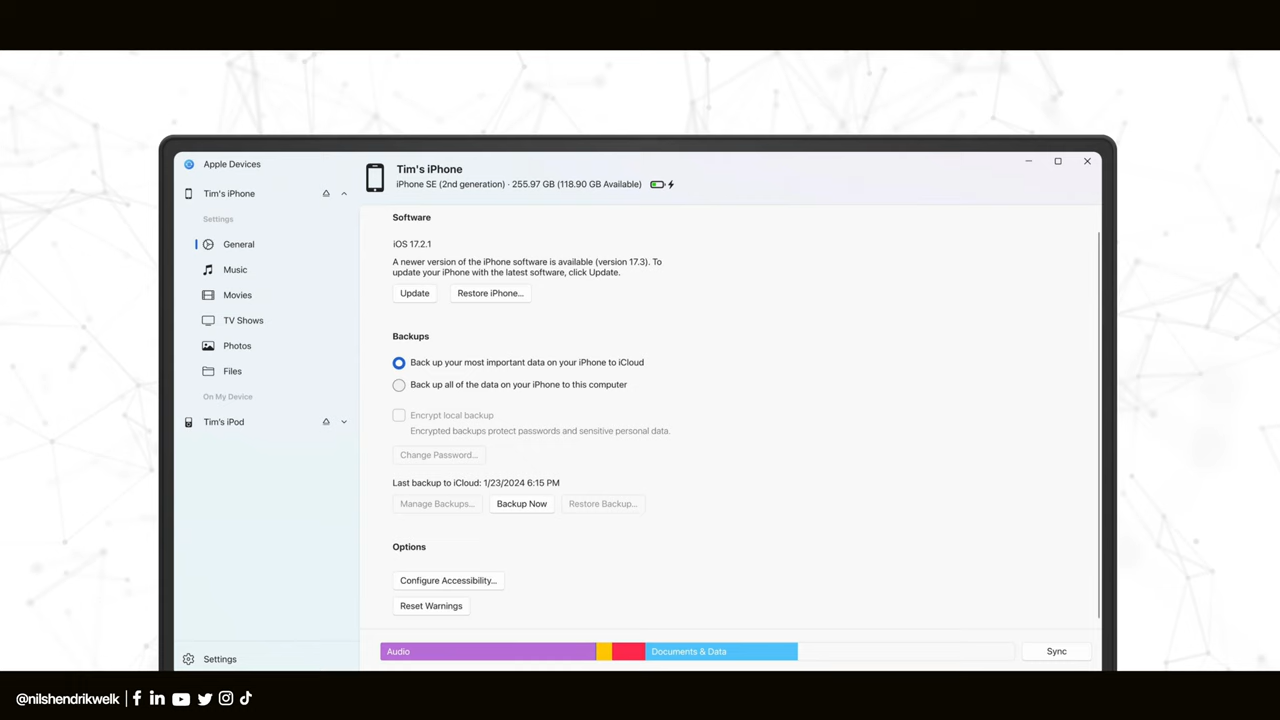 Apple Devices
Tim's iPhone
Settings
General
Music
Movies
TV Shows
Photos
Files
On My Device
Tim's iPod
Settings
Tim's iPhone
iPhone SE (2nd generation) · 255.97 GB (118.90 GB Available)
Software
iOS 17.2.1
A newer version of the iPhone software is available (version 17.3). To
update your iPhone with the latest software, click Update.
Update
Restore iPhone...
Backups
Back up your most important data on your iPhone to iCloud
Back up all of the data on your iPhone to this computer
Encrypt local backup
Encrypted backups protect passwords and sensitive personal data.
Change Password...
Last backup to iCloud: 1/23/2024 6:15 PM
Manage Backups...
Backup Now
Restore Backup...
Options
Configure Accessibility...
Reset Warnings
Audio
Documents & Data
Sync
@nilshendrikwelk